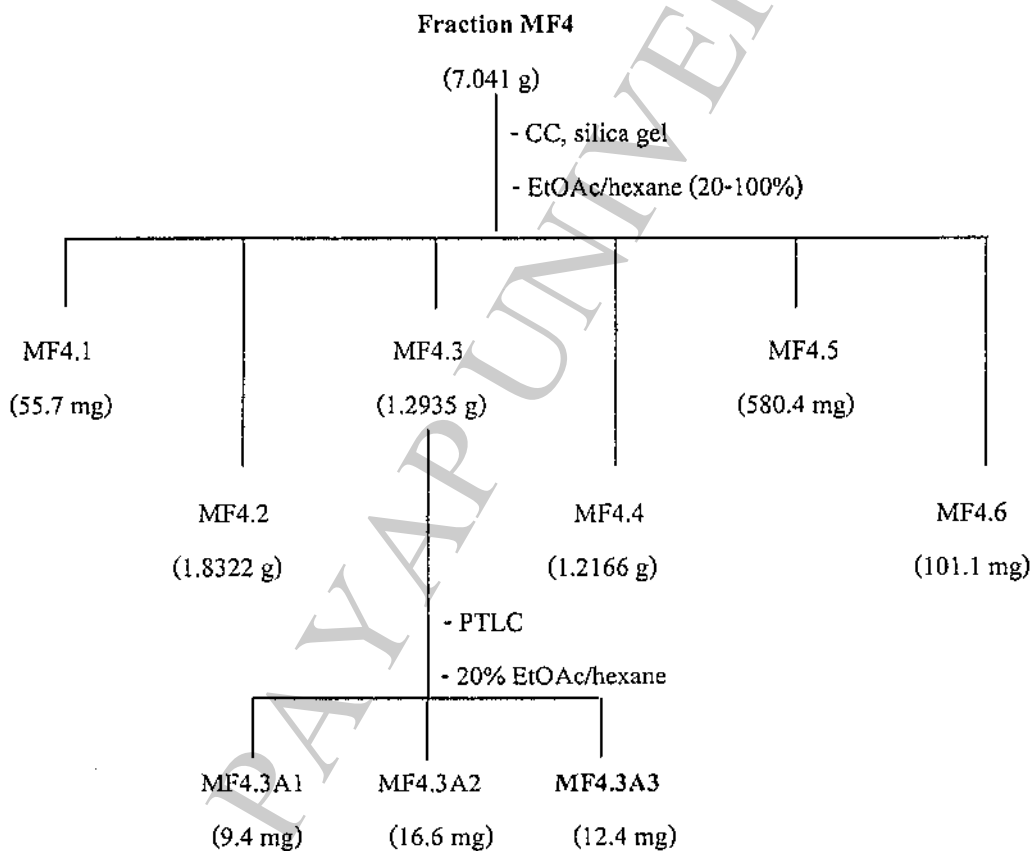 Fraction MF4
(7.041 g)
- CC, silica gel
- EtOAc/hexane (20-100%)
MF4.1
(55.7 mg)
MF4.3
(1.2935 g)
MF4.5
(580.4 mg)
MF4.2
(1.8322 g)
MF4.4
(1.2166 g)
MF4.6
(101.1 mg)
- PTLC
- 20% EtOAc/hexane
MF4.3A1
(9.4 mg)
MF4.3A2
(16.6 mg)
MF4.3A3
(12.4 mg)
PAYAP UNIVER